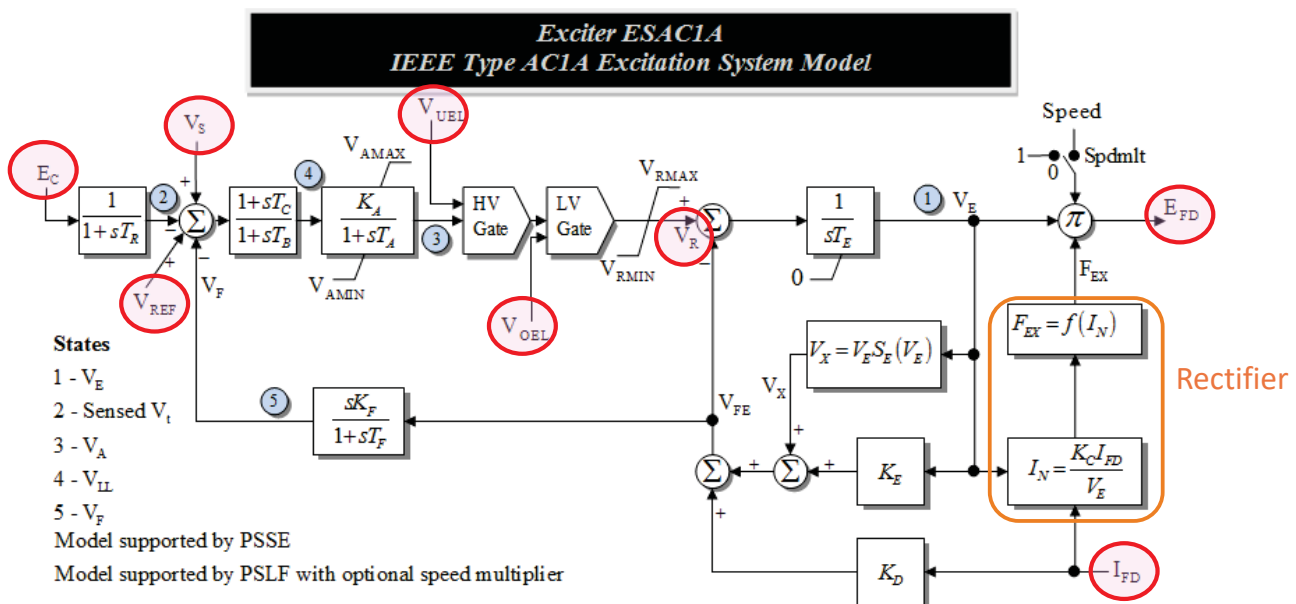 Exciter ESAC1A
IEEE Type AC1A Excitation System Model
V_S
V_UEL
Speed
E_C
V_AMAX
1
0
Spdmlt
V_RMAX
1
1+sT_R
2
+
Σ
−
+
−
1+sT_C
1+sT_B
4
K_A
1+sT_A
3
HV
Gate
LV
Gate
+
V_R
Σ
−
1
sT_E
1
V_E
π
E_FD
V_REF
V_F
V_AMIN
V_OEL
V_RMIN
0
F_EX
States
1 - V_E
2 - Sensed V_t
3 - V_A
4 - V_LL
5 - V_F
Model supported by PSSE
Model supported by PSLF with optional speed multiplier
5
sK_F
1+sT_F
V_FE
V_X
V_X = V_E S_E (V_E)
F_EX = f(I_N)
Rectifier
Σ
+
+
+
Σ
+
+
K_E
I_N = K_C I_FD
V_E
K_D
I_FD